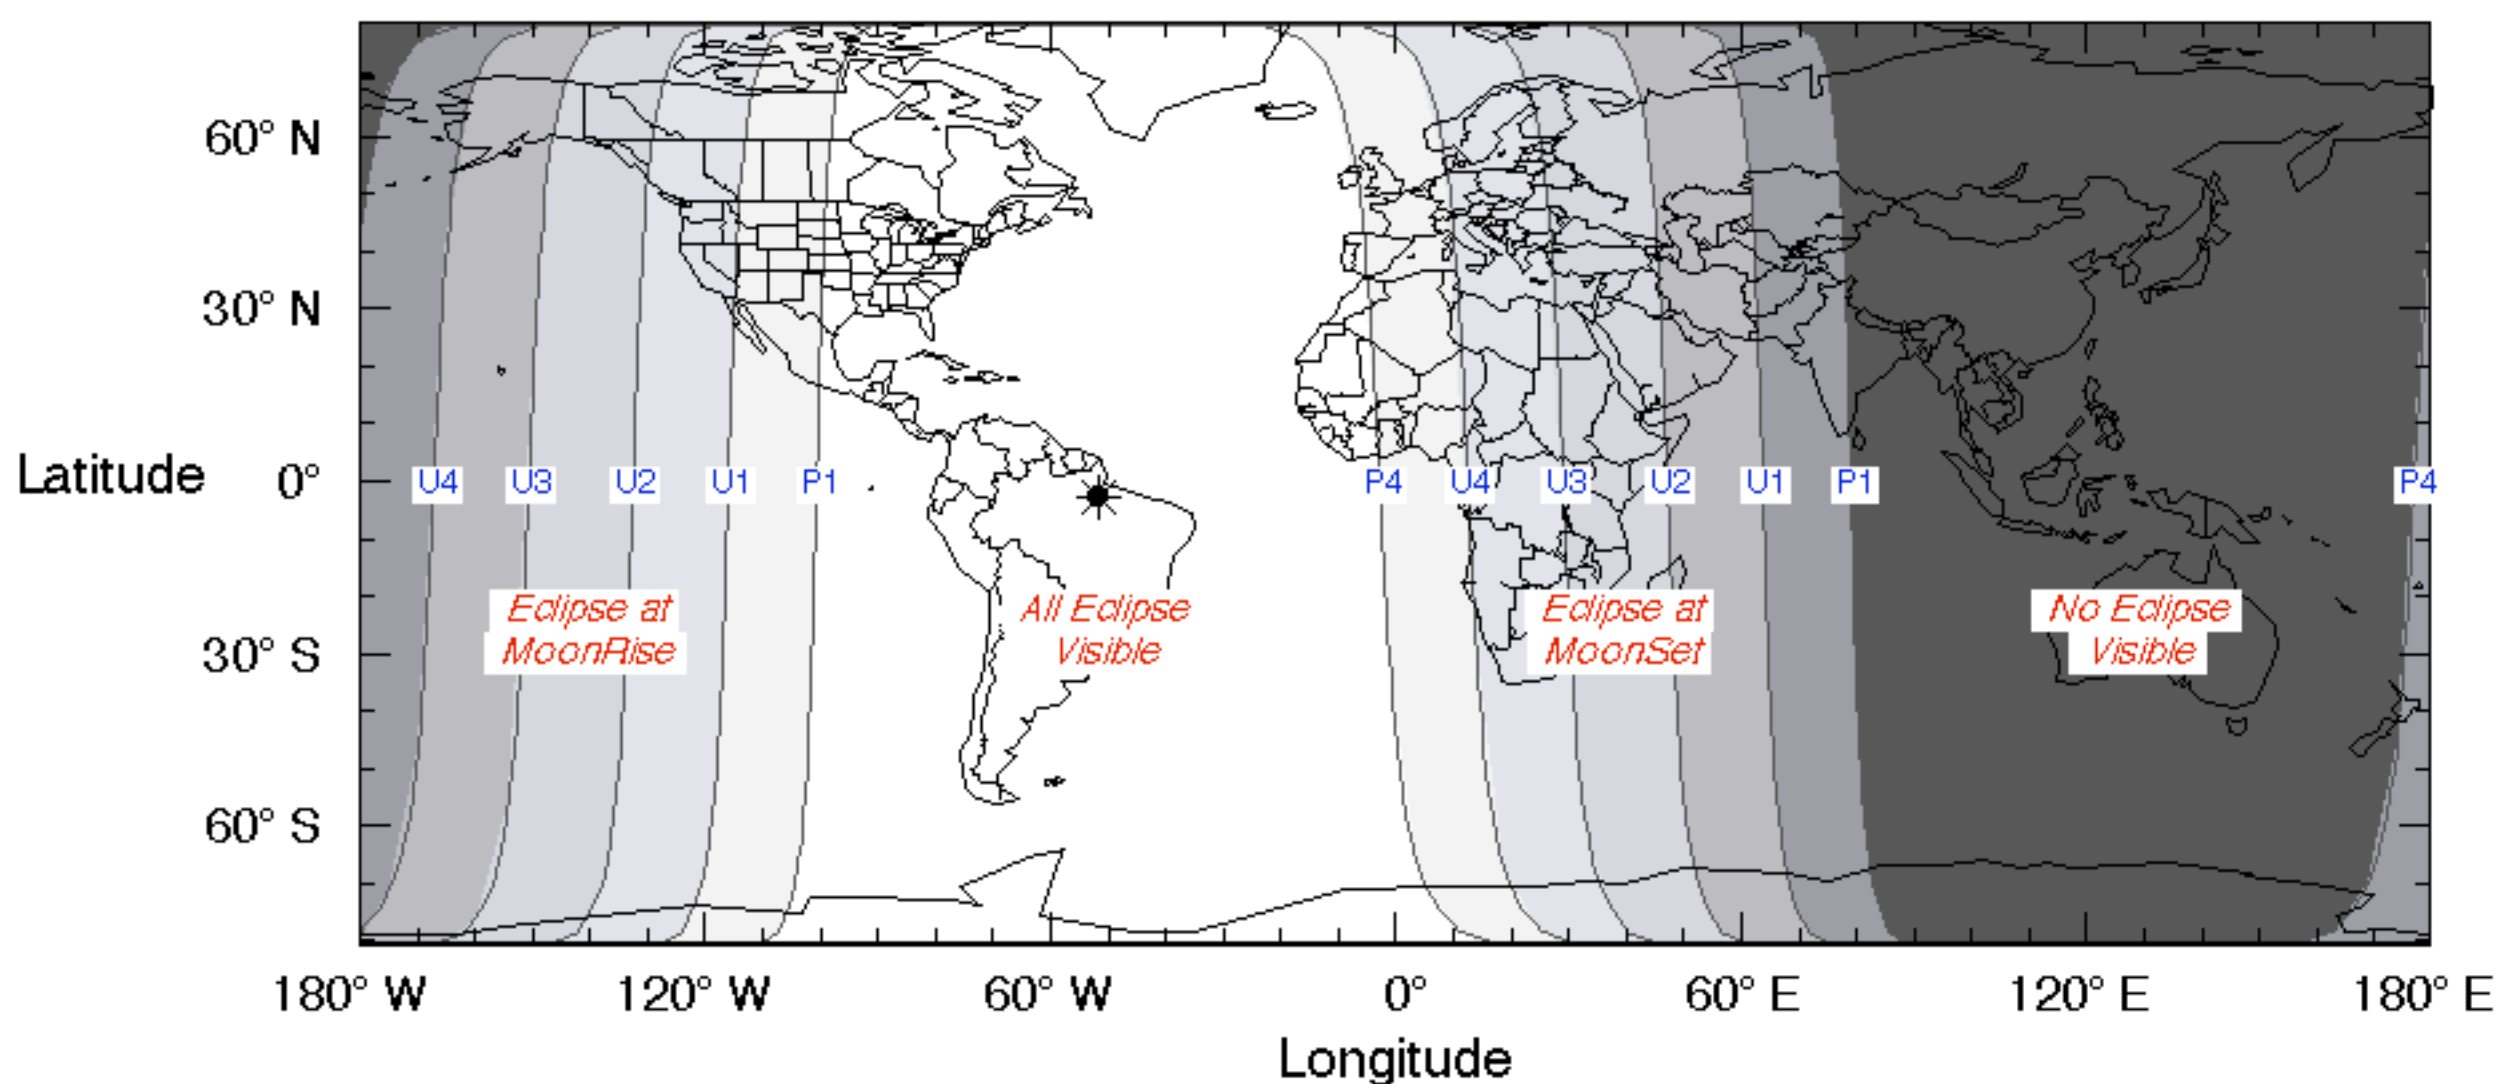 60° N
30° N
Latitude 0°
U4 U3 U2 U1 P1 P4 U4 U3 U2 U1 P1 P4
Eclipse at
MoonRise
All Eclipse
Visible
Eclipse at
MoonSet
No Eclipse
Visible
30° S
60° S
180° W 120° W 60° W 0° 60° E 120° E 180° E
Longitude